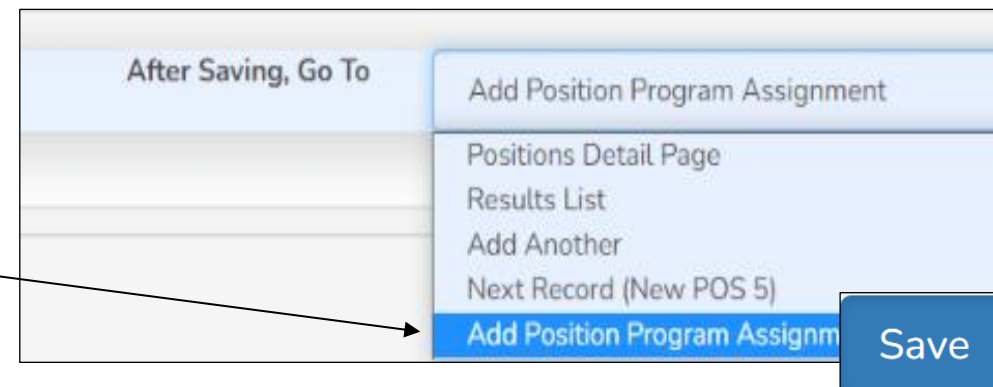 After Saving, Go To
Add Position Program Assignment
Positions Detail Page
Results List
Add Another
Next Record (New POS 5)
Add Position Program Assignm
Save